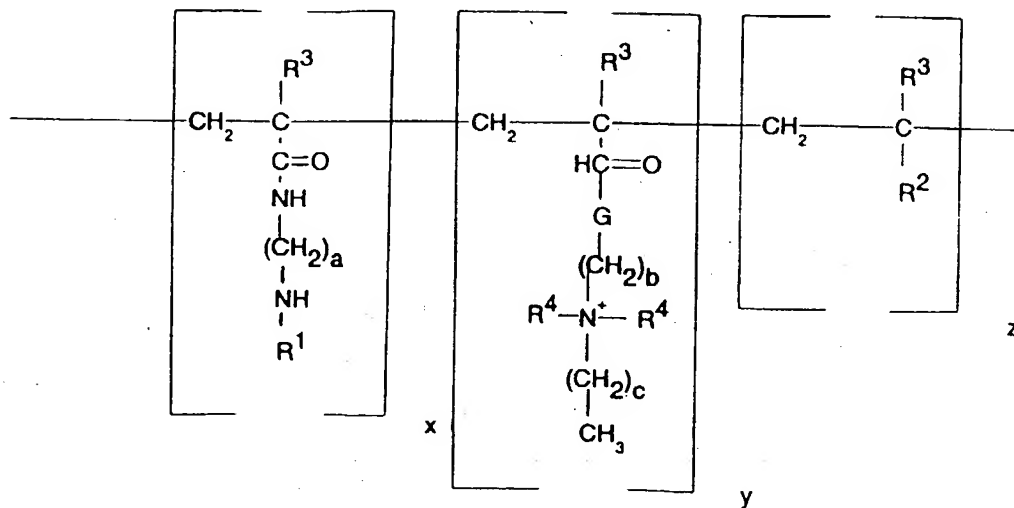 R³ R³ R³
CH₂ C CH₂ C CH₂ C
C=O HC=O R²
NH G
(CH₂)a (CH₂)b
NH R⁴ N⁺ R⁴
R¹ z
(CH₂)c
x CH₃
y